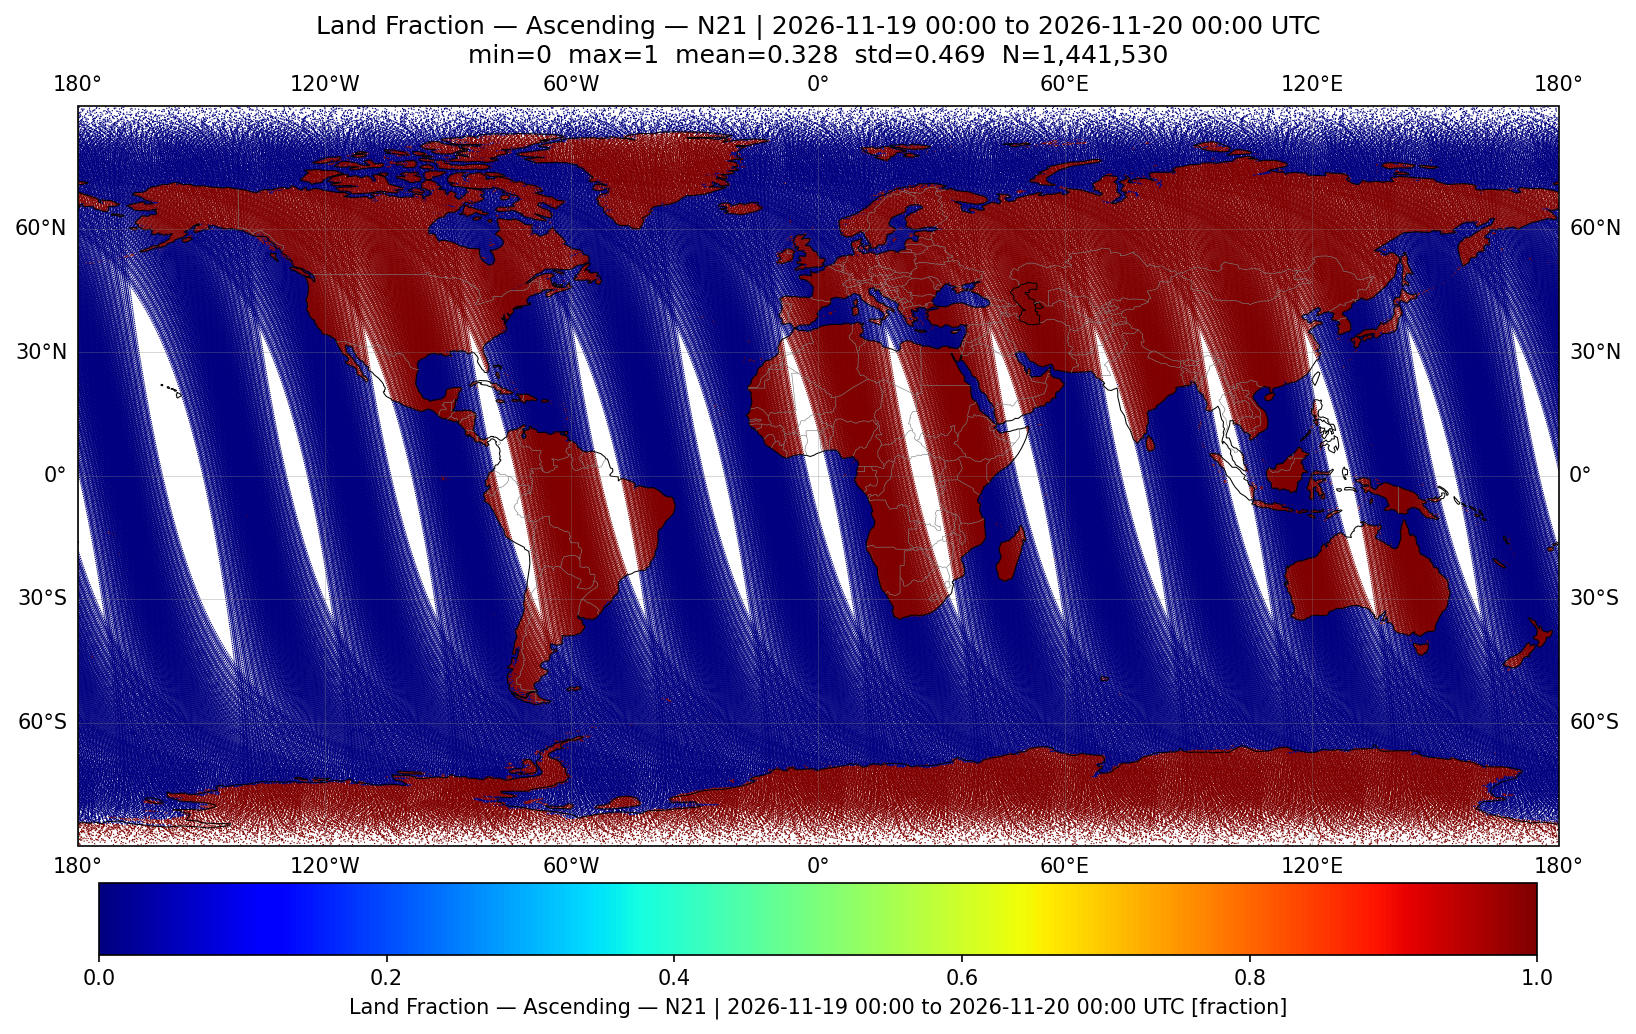 Land Fraction — Ascending — N21 | 2026-11-19 00:00 to 2026-11-20 00:00 UTC
min=0  max=1  mean=0.328  std=0.469  N=1,441,530
180° 120°W 60°W 0° 60°E 120°E 180°
60°N 60°N
30°N 30°N
0° 0°
30°S 30°S
60°S 60°S
180° 120°W 60°W 0° 60°E 120°E 180°
0.0 0.2 0.4 0.6 0.8 1.0
Land Fraction — Ascending — N21 | 2026-11-19 00:00 to 2026-11-20 00:00 UTC [fraction]